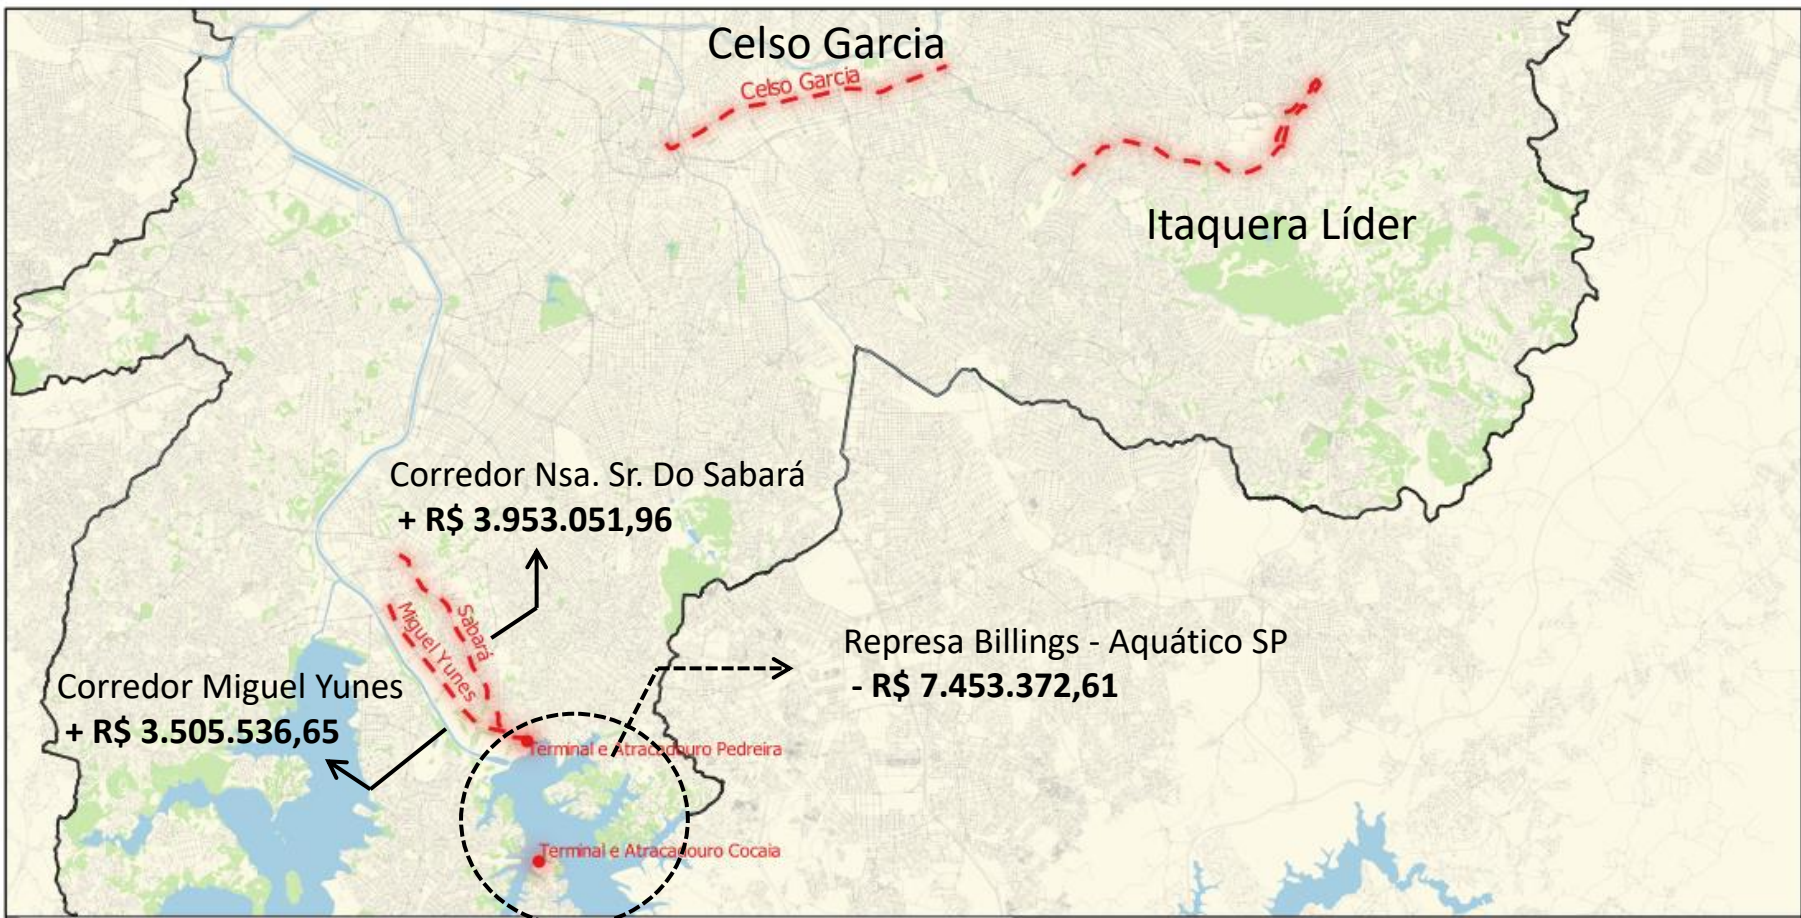 Celso Garcia
Celso Garcia
Itaquera Líder
Corredor Nsa. Sr. Do Sabará
+ R$ 3.953.051,96
Sabará
Miguel Yunes
Represa Billings - Aquático SP
- R$ 7.453.372,61
Corredor Miguel Yunes
+ R$ 3.505.536,65
Terminal e Atracadouro Pedreira
Terminal e Atracadouro Cocaia